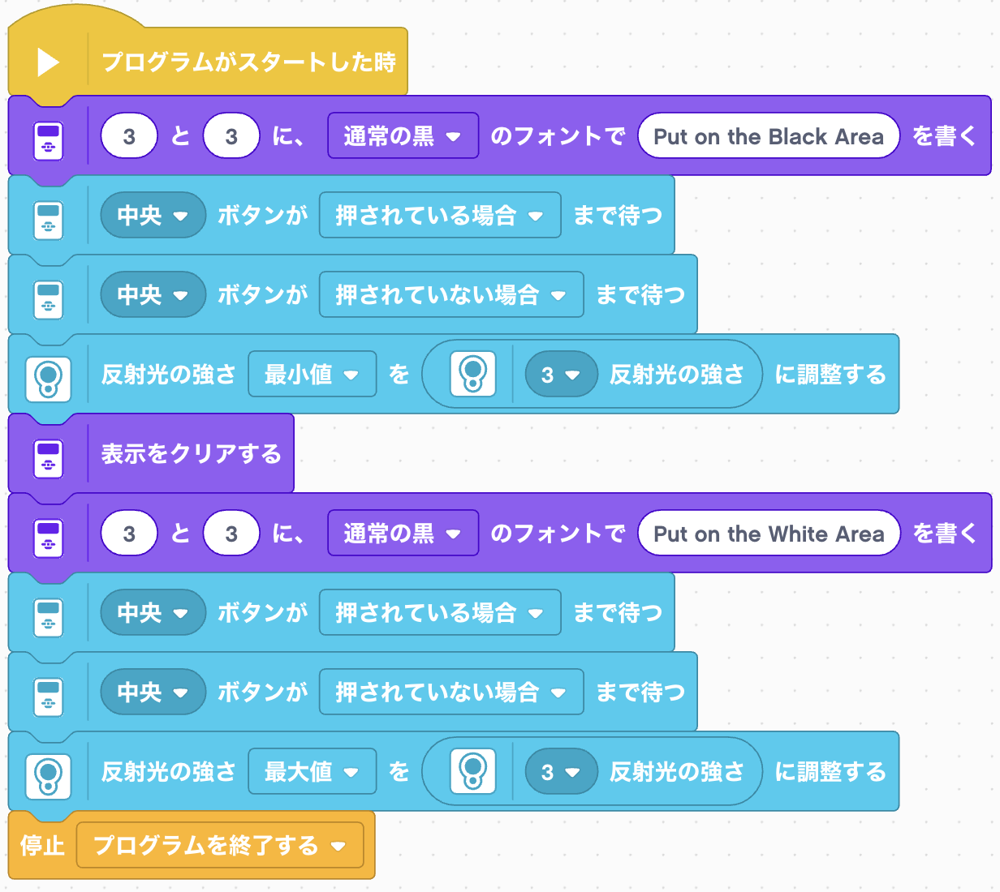 プログラムがスタートした時
3 と 3 に、 通常の黒 のフォントで Put on the Black Area を書く
中央 ボタンが 押されている場合 まで待つ
中央 ボタンが 押されていない場合 まで待つ
反射光の強さ 最小値 を 3 反射光の強さ に調整する
表示をクリアする
3 と 3 に、 通常の黒 のフォントで Put on the White Area を書く
中央 ボタンが 押されている場合 まで待つ
中央 ボタンが 押されていない場合 まで待つ
反射光の強さ 最大値 を 3 反射光の強さ に調整する
停止 プログラムを終了する